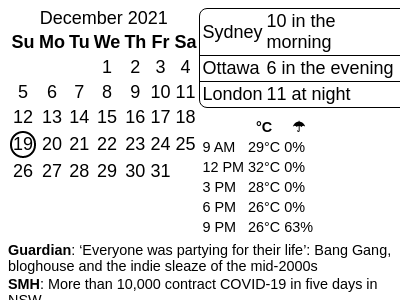 December 2021
Su Mo Tu We Th Fr Sa
1 2 3 4
5 6 7 8 9 10 11
12 13 14 15 16 17 18
19 20 21 22 23 24 25
26 27 28 29 30 31
Sydney 10 in the
morning
Ottawa 6 in the evening
London 11 at night
°C ☂
9 AM 29°C 0%
12 PM 32°C 0%
3 PM 28°C 0%
6 PM 26°C 0%
9 PM 26°C 63%
Guardian: ‘Everyone was partying for their life’: Bang Gang,
bloghouse and the indie sleaze of the mid-2000s
SMH: More than 10,000 contract COVID-19 in five days in
NSW